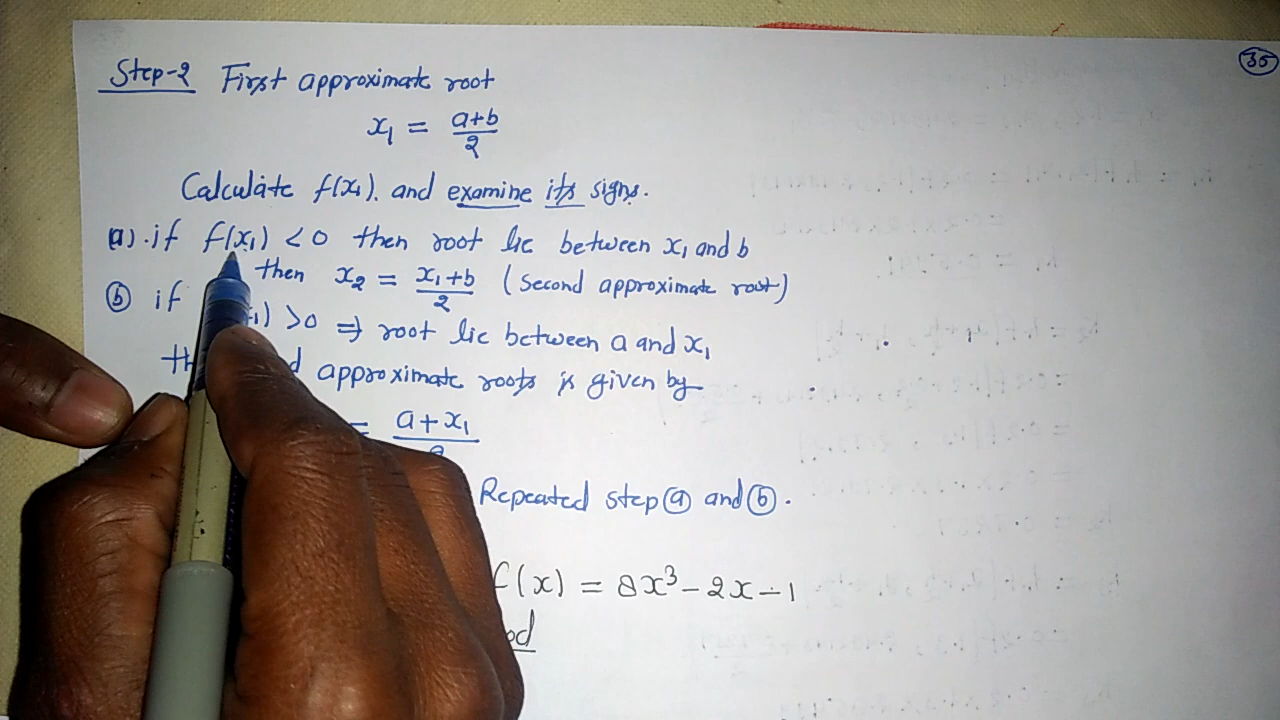 35
Step-2 First approximate root
x₁ = a+b/2
Calculate f(x₁). and examine its signs.
(a).if f(x₁) < 0 then root lie between x₁ and b
then x₂ = x₁+b/2 (Second approximate root)
ⓑ if ₁) >0 ⇒ root lie between a and x₁
approximate roots is given by
= a+x₁
Repeated step ⓐ and ⓑ.
f(x) = 8x³-2x-1